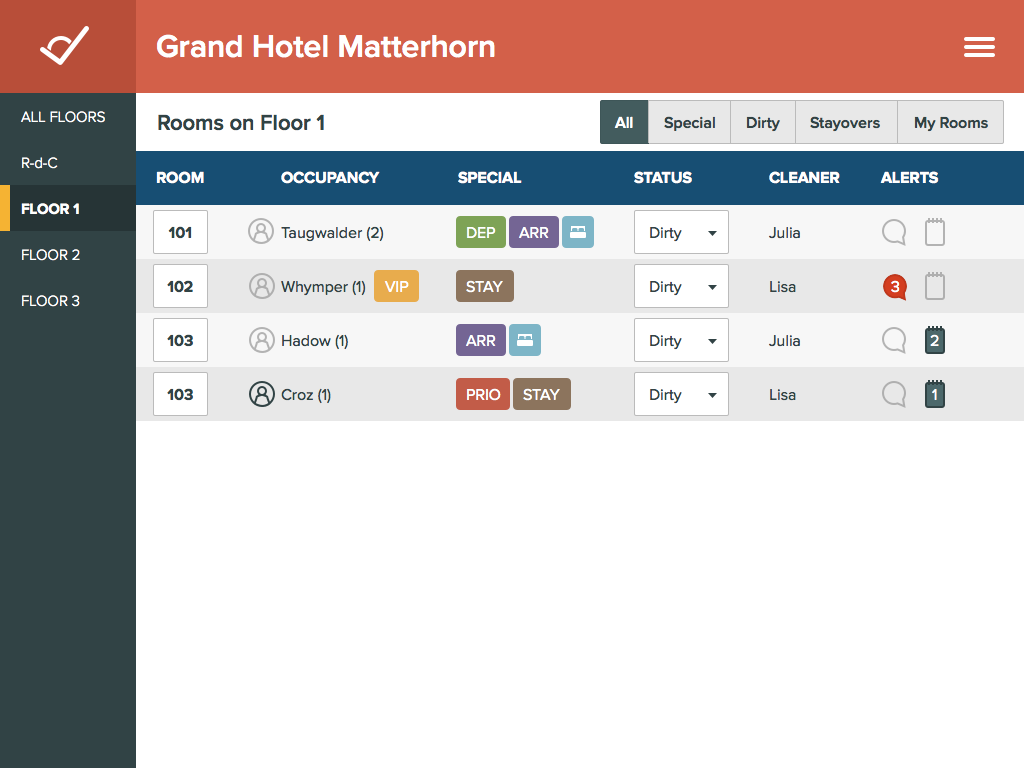 Grand Hotel Matterhorn
ALL FLOORS
R-d-C
FLOOR 1
FLOOR 2
FLOOR 3
Rooms on Floor 1
All Special Dirty Stayovers My Rooms
ROOM OCCUPANCY SPECIAL STATUS CLEANER ALERTS
101 Taugwalder (2) DEP ARR Dirty Julia
102 Whymper (1) VIP STAY Dirty Lisa 3
103 Hadow (1) ARR Dirty Julia 2
103 Croz (1) PRIO STAY Dirty Lisa 1